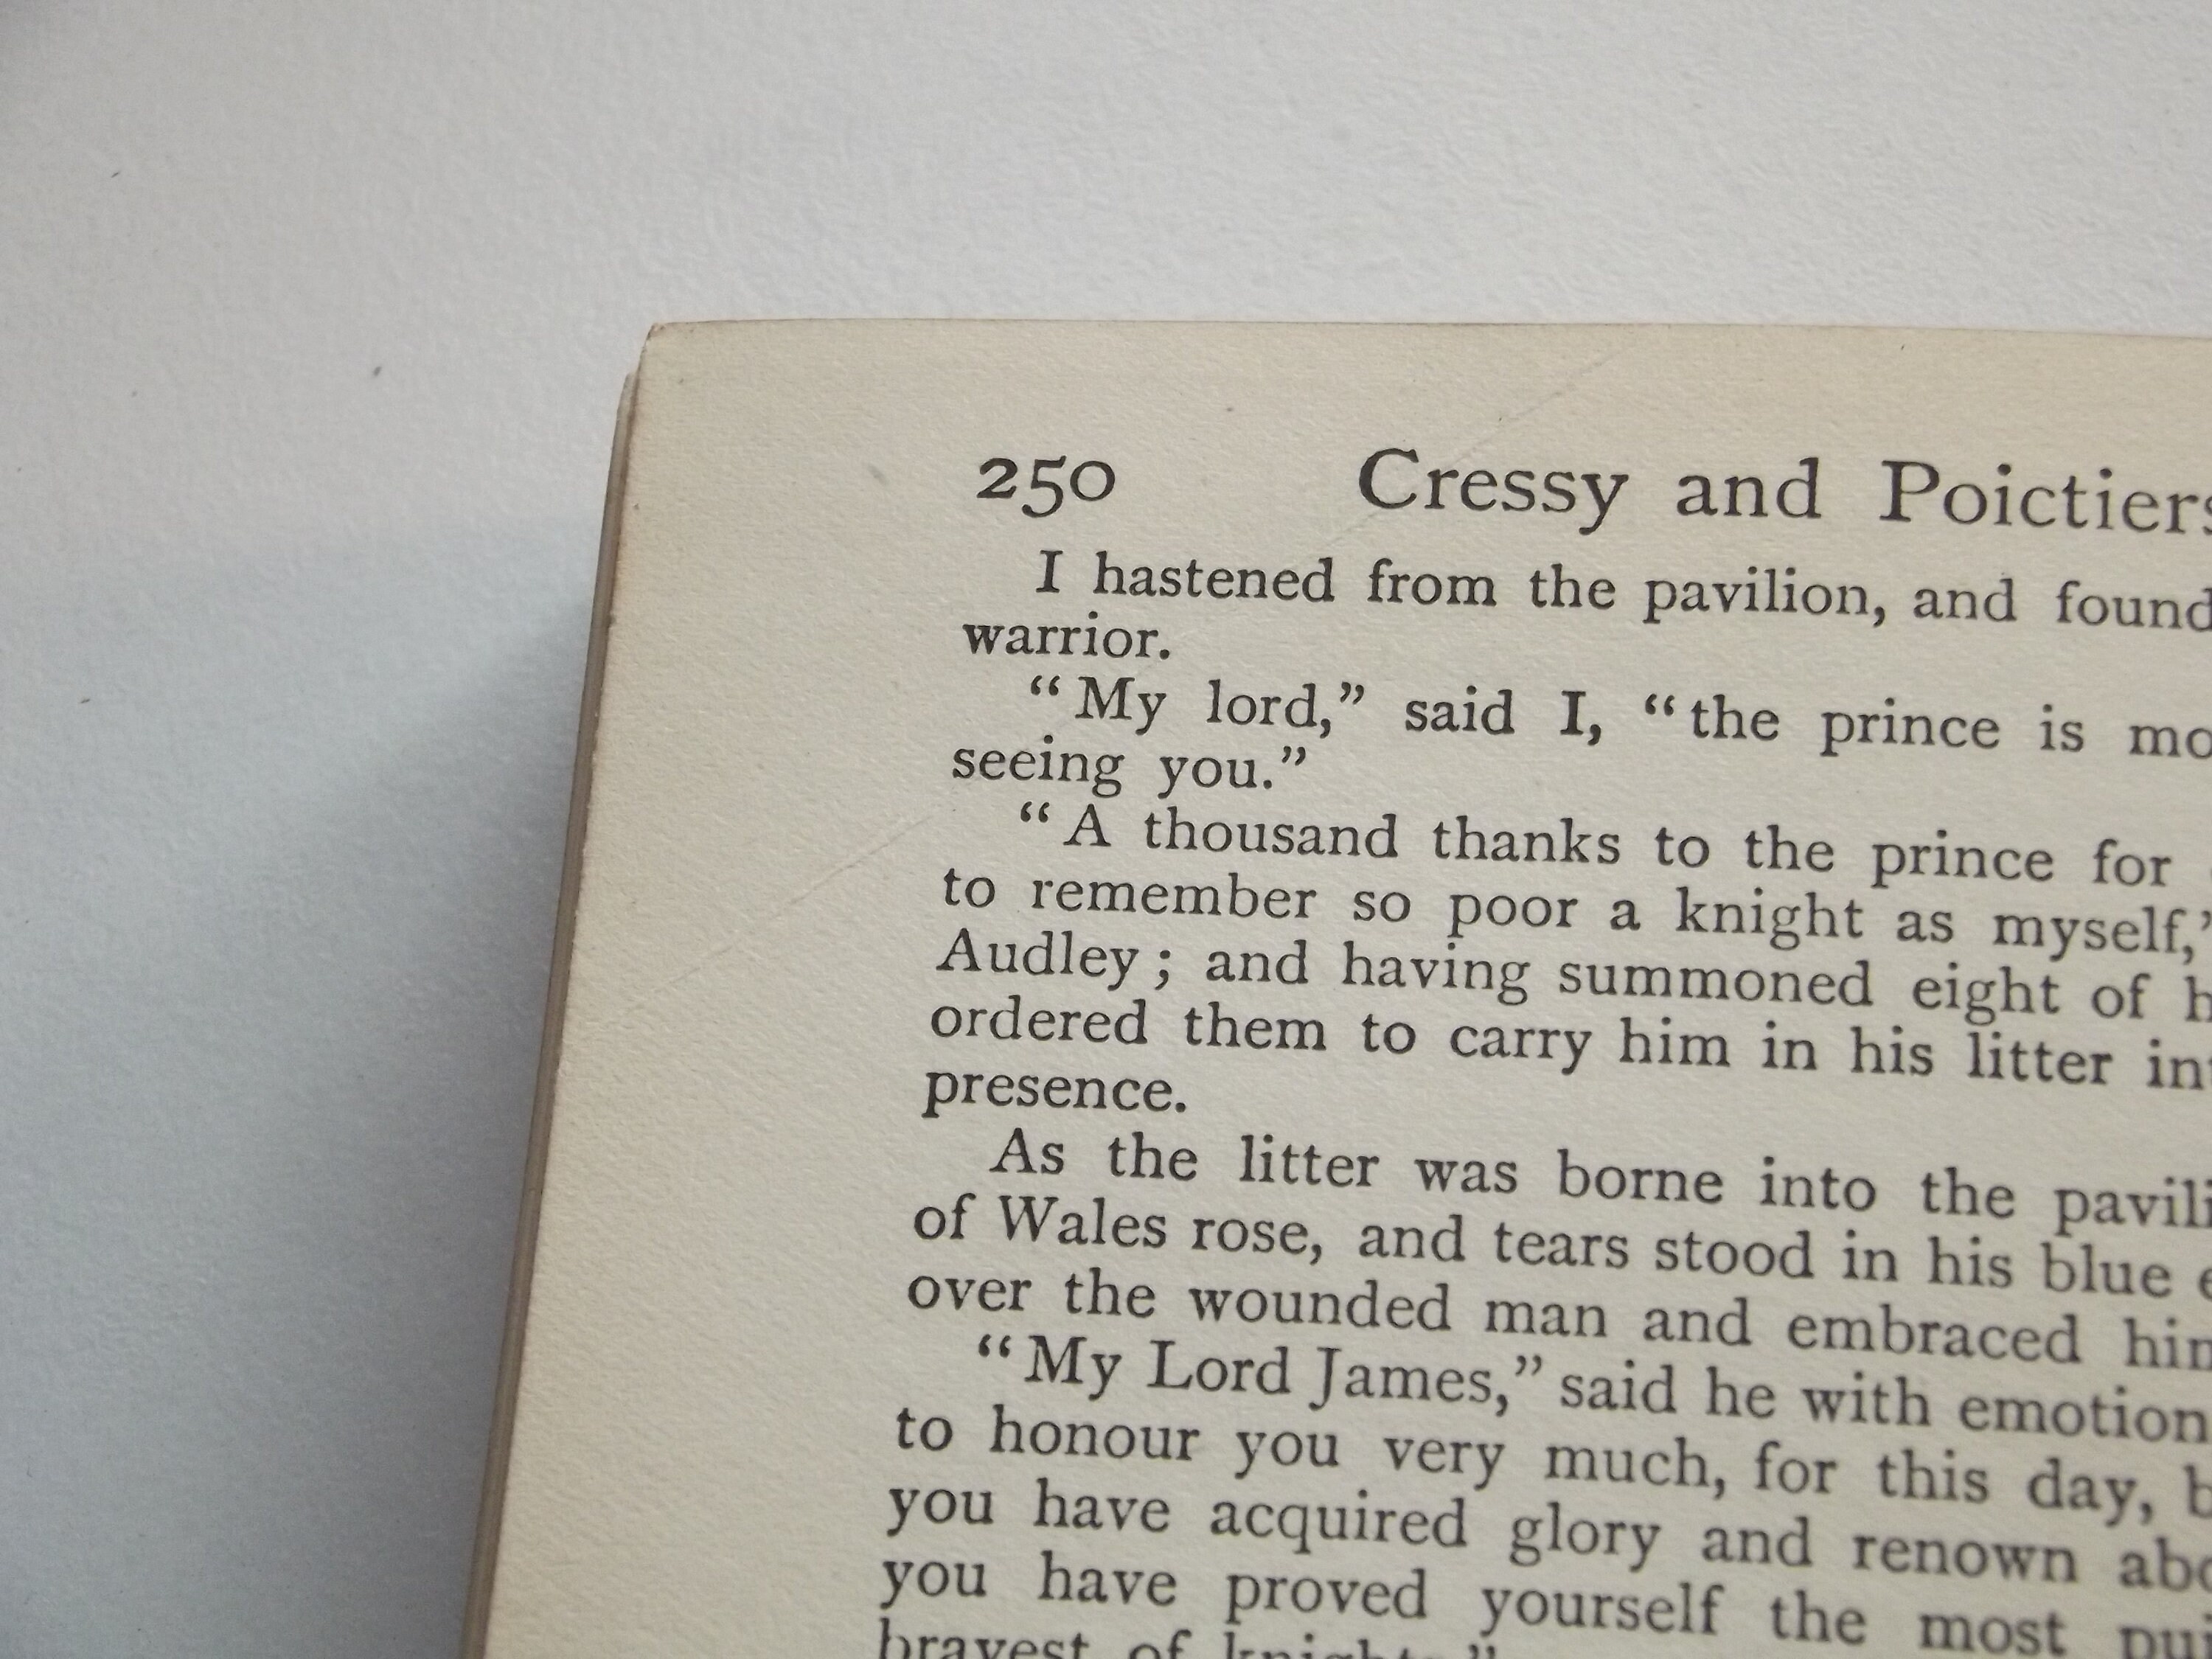 250 Cressy and Poictiers
I hastened from the pavilion, and found
warrior.
“My lord,” said I, “the prince is
seeing you.”
“A thousand thanks to the prince for
to remember so poor a knight as myself,”
Audley; and having summoned eight of
ordered them to carry him in his litter
presence.
As the litter was borne into the
of Wales rose, and tears stood in his blue
over the wounded man and embraced
“My Lord James,” said he with emotion
to honour you very much, for this day,
you have acquired glory and renown
you have proved yourself the most
bravest of knights.”